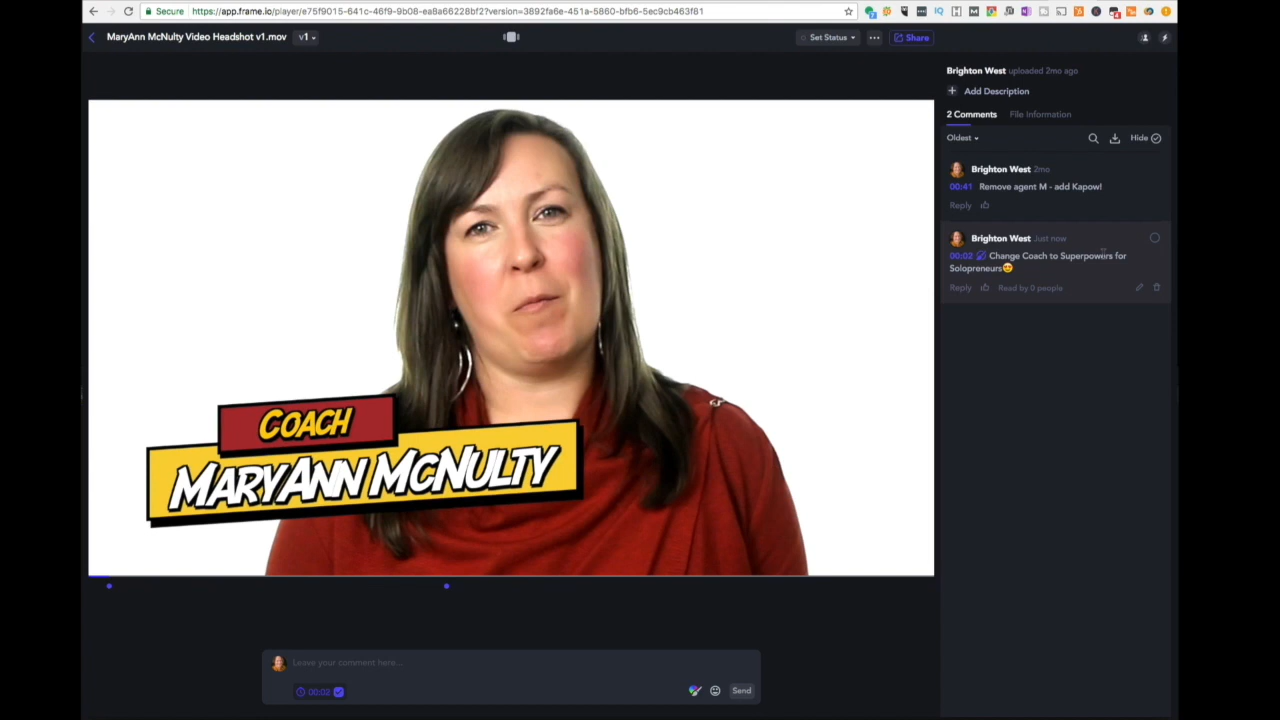 Secure https://app.frame.io/player/e75f9015-641c-46f9-9b08-ea8a66228bf2?version=3692fa6e-451a-5860-bfb6-5ec9cb463f81
MaryAnn McNulty Video Headshot v1.mov v1
Set Status
Share
Brighton West uploaded 2mo ago
+ Add Description
2 Comments File Information
Oldest
Hide
Brighton West 2mo
00:41 Remove agent M - add Kapow!
Reply
Brighton West Just now
00:02 Change Coach to Superpowers for
Solopreneurs😍
Reply Read by 0 people
COACH
MARYANN MCNULTY
Leave your comment here...
00:02
Send